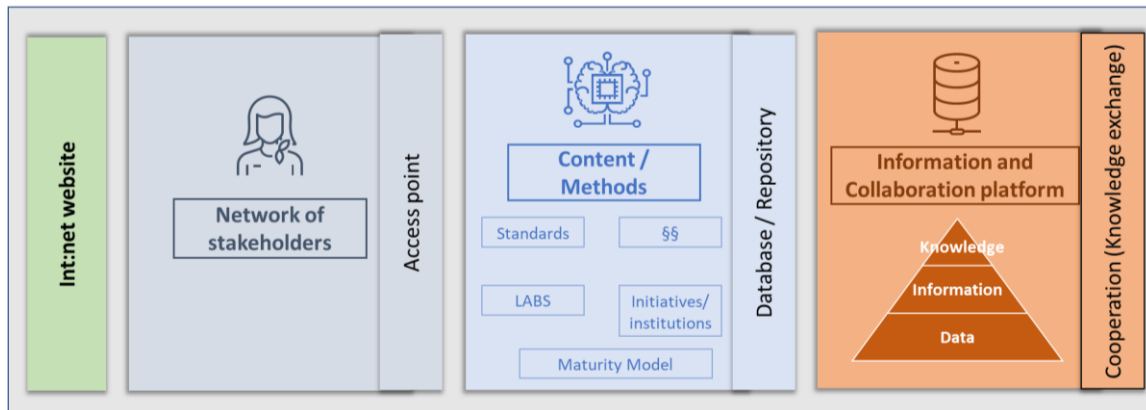 Int:net website
Network of
stakeholders
Access point
Content /
Methods
Standards
§§
LABS
Initiatives/
institutions
Maturity Model
Database / Repository
Information and
Collaboration platform
Knowledge
Information
Data
Cooperation (Knowledge exchange)